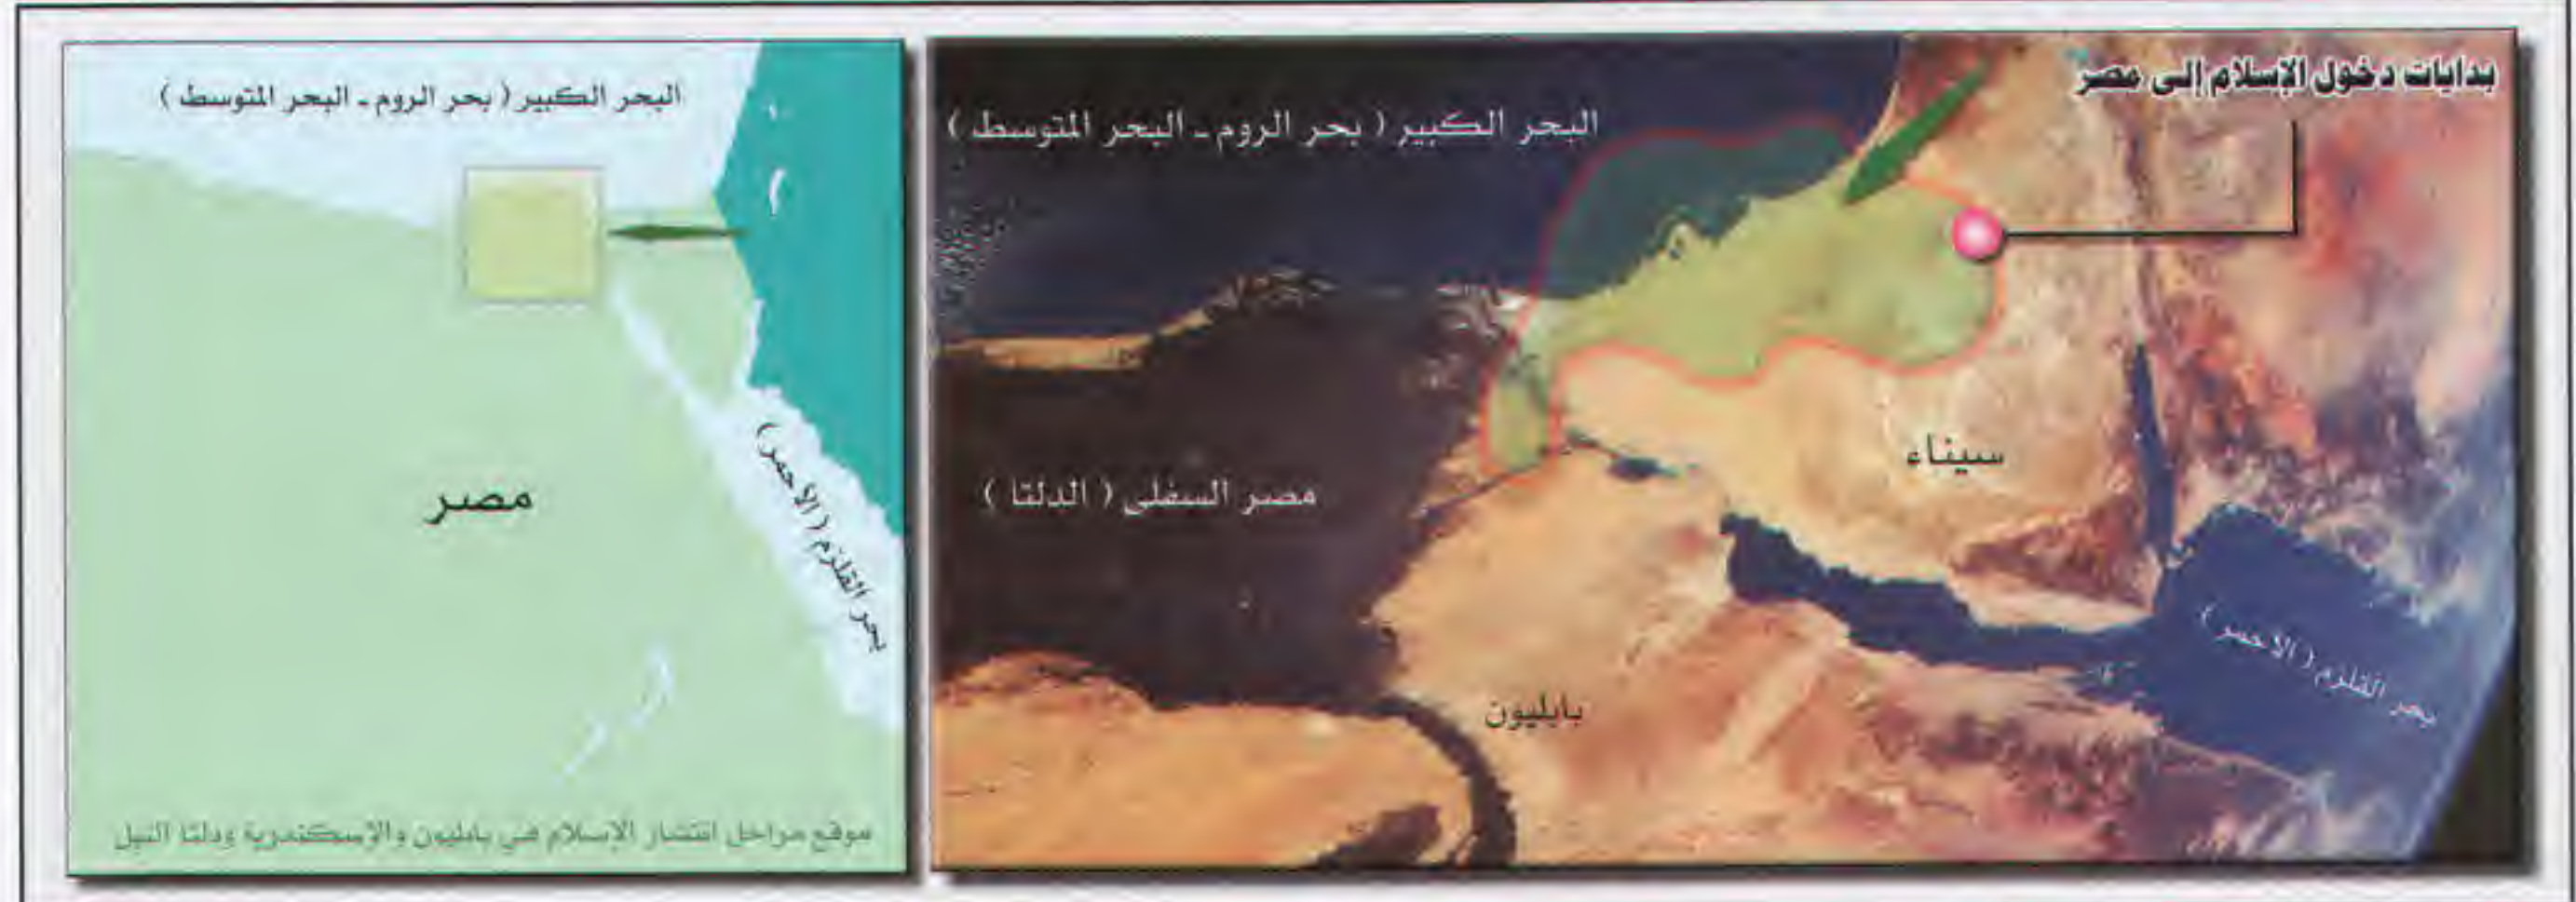 بدايات دخول الإسلام إلى مصر
البحر الكبير ( بحر الروم ـ البحر المتوسط )
سيناء
مصر السفلى ( الدلتا )
بحر القلزم ( الأحمر )
بابليون
البحر الكبير ( بحر الروم ـ البحر المتوسط )
مصر
بحر القلزم ( الأحمر )
موقع مراحل انتشار الإسلام في بابليون والإسكندرية ودلتا النيل